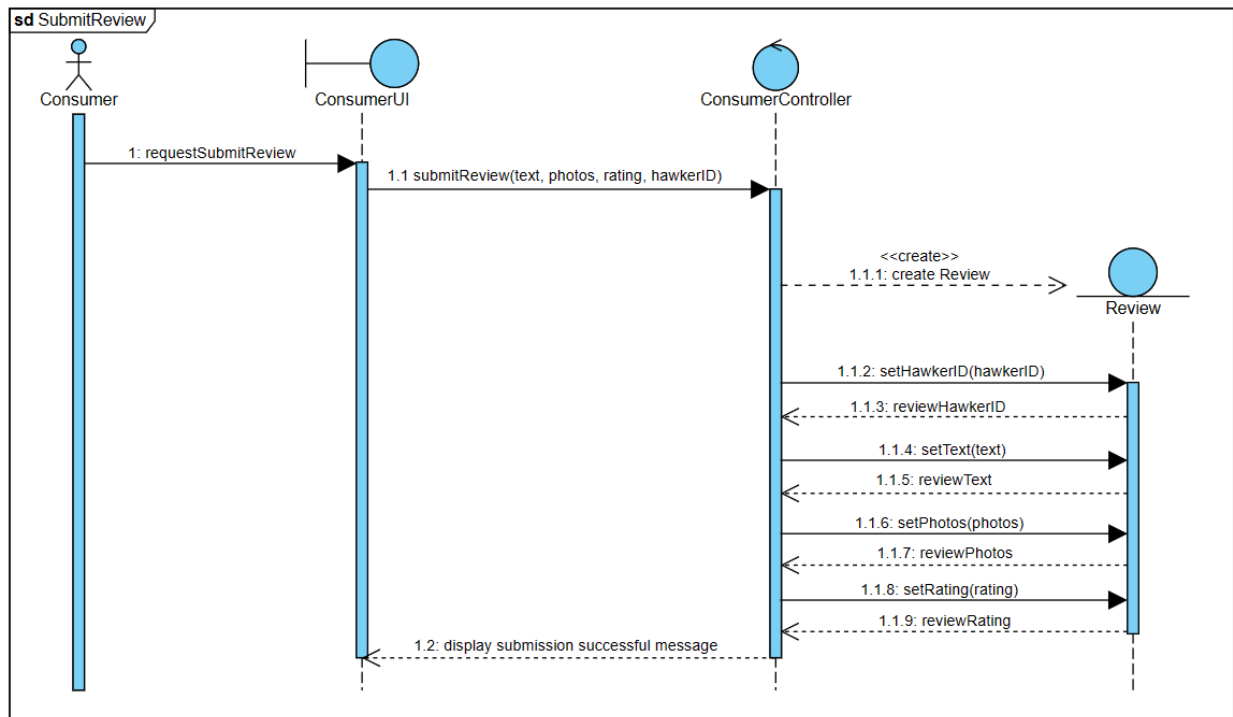 sd SubmitReview
Consumer
ConsumerUI
ConsumerController
1: requestSubmitReview
1.1 submitReview(text, photos, rating, hawkerID)
<<create>>
1.1.1: create Review
Review
1.1.2: setHawkerID(hawkerID)
1.1.3: reviewHawkerID
1.1.4: setText(text)
1.1.5: reviewText
1.1.6: setPhotos(photos)
1.1.7: reviewPhotos
1.1.8: setRating(rating)
1.1.9: reviewRating
1.2: display submission successful message